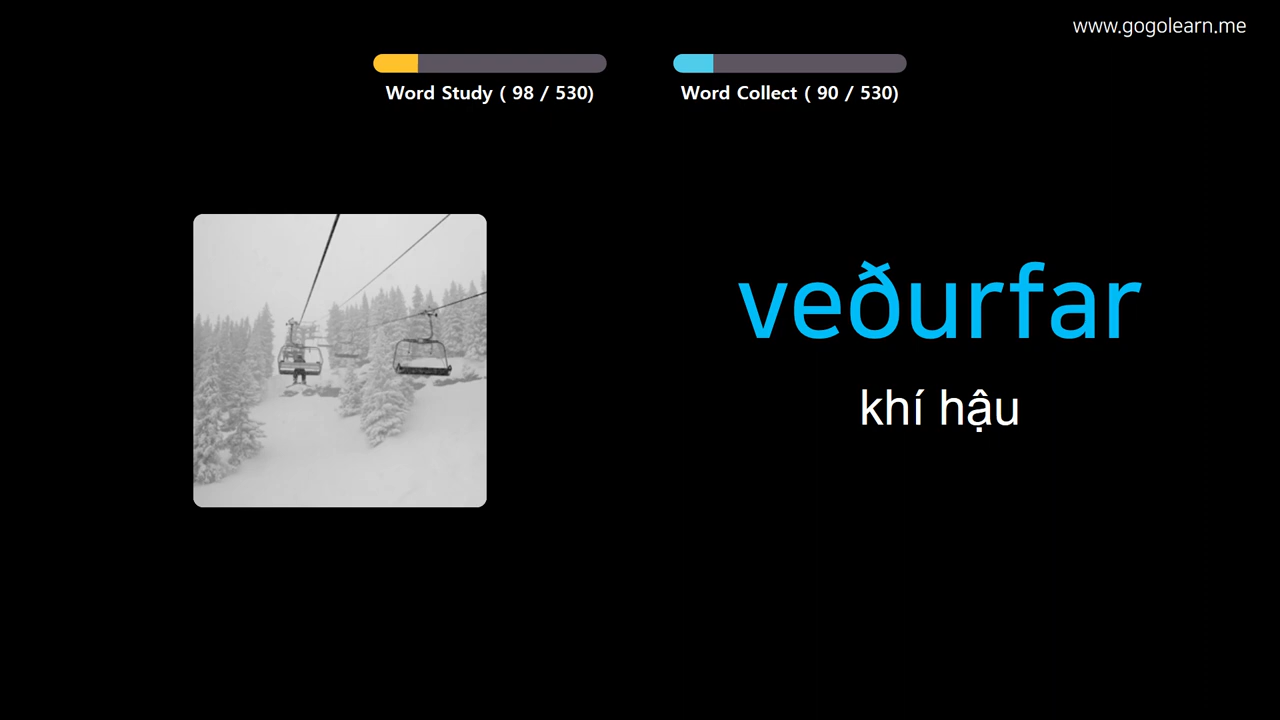 www.gogolearn.me
Word Study ( 98 / 530)
Word Collect ( 90 / 530)
veðurfar
khí hậu